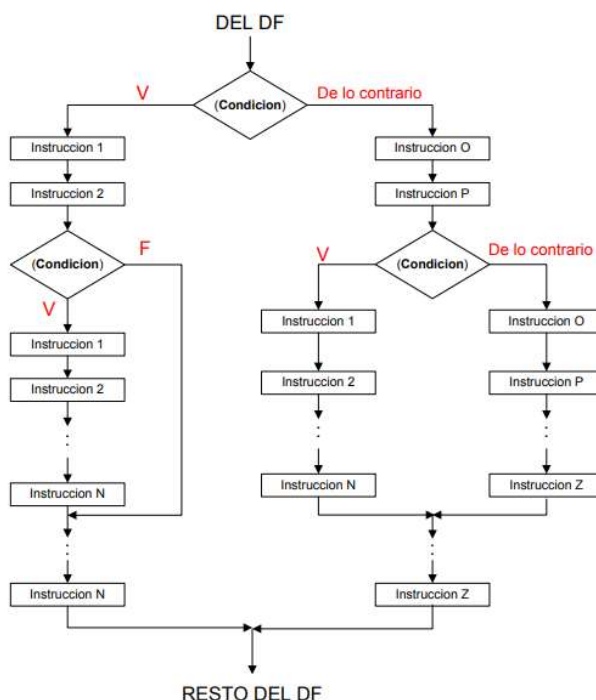 DEL DF
V
(Condicion)
De lo contrario
Instruccion 1
Instruccion O
Instruccion 2
Instruccion P
(Condicion)
F
V
(Condicion)
De lo contrario
V
Instruccion 1
Instruccion 1
Instruccion O
Instruccion 2
Instruccion 2
Instruccion P
Instruccion N
Instruccion N
Instruccion Z
Instruccion N
Instruccion Z
RESTO DEL DF